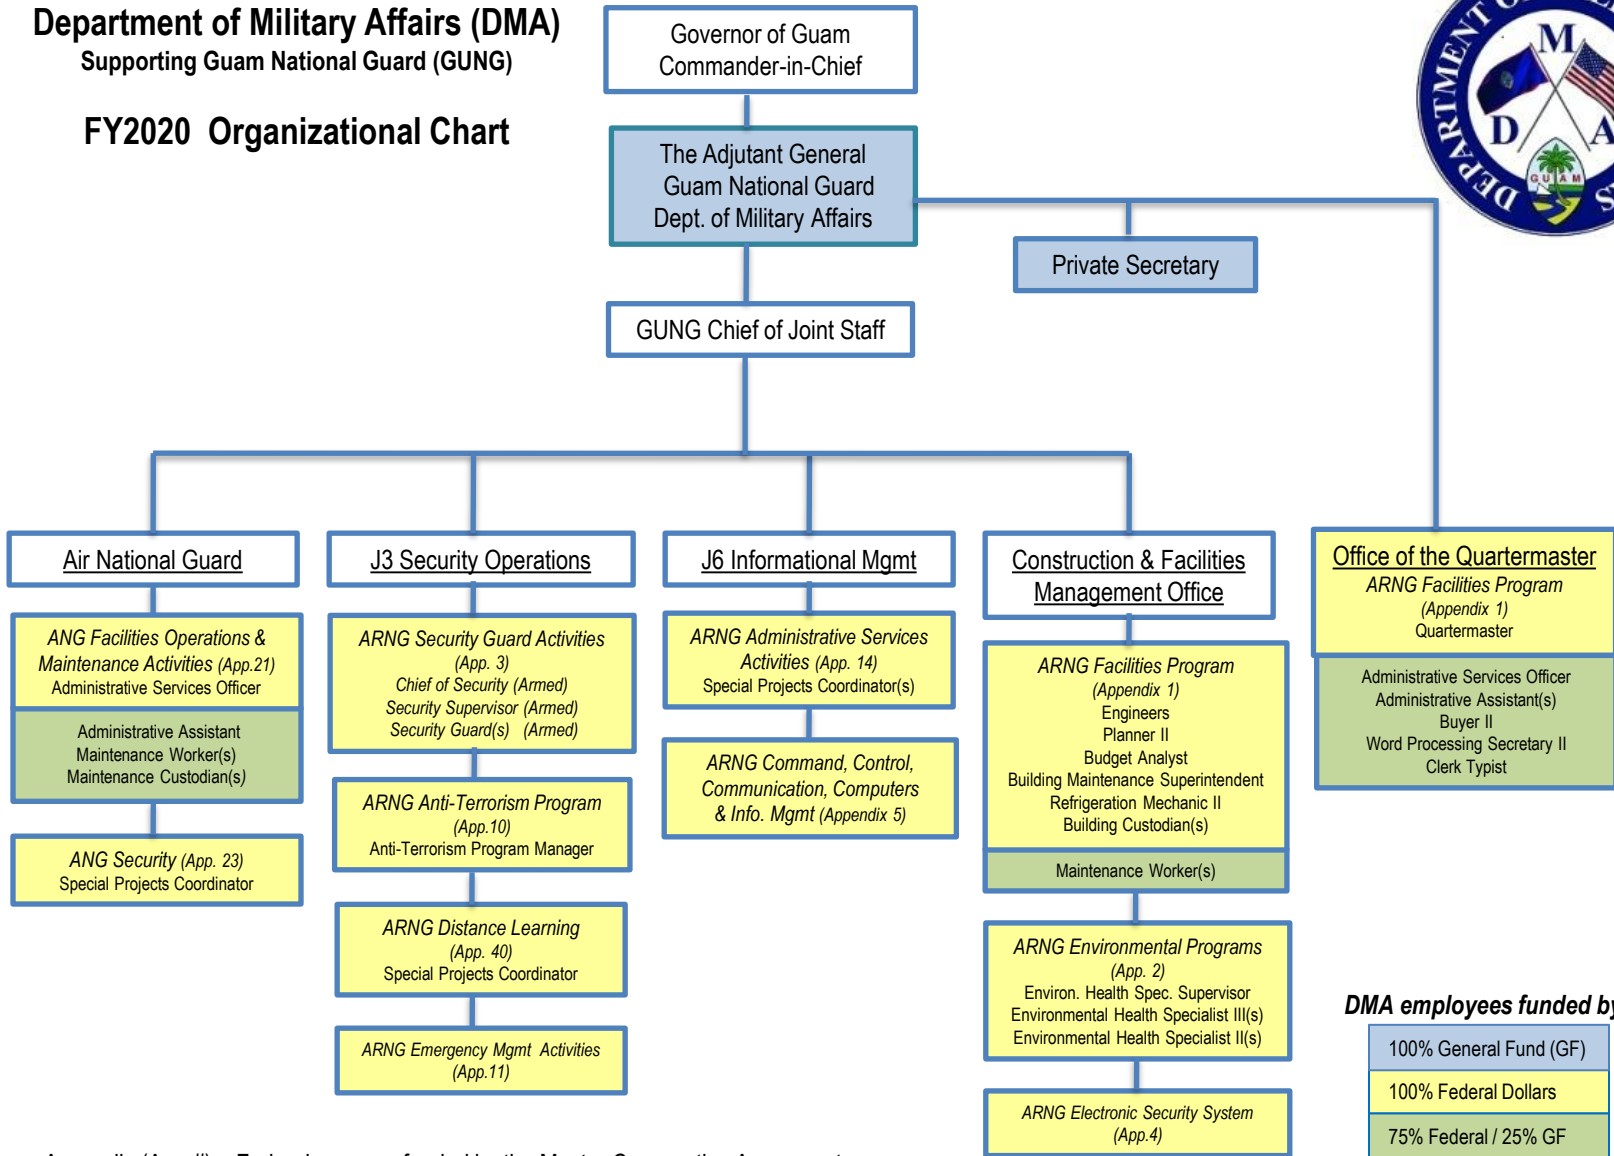 Department of Military Affairs (DMA)
Supporting Guam National Guard (GUNG)
FY2020 Organizational Chart
Governor of Guam
Commander-in-Chief
The Adjutant General
Guam National Guard
Dept. of Military Affairs
Private Secretary
GUNG Chief of Joint Staff
DEPARTMENT OF
M
D
A
GUAM
S
Air National Guard
ANG Facilities Operations &
Maintenance Activities (App.21)
Administrative Services Officer
Administrative Assistant
Maintenance Worker(s)
Maintenance Custodian(s)
ANG Security (App. 23)
Special Projects Coordinator
J3 Security Operations
ARNG Security Guard Activities
(App. 3)
Chief of Security (Armed)
Security Supervisor (Armed)
Security Guard(s) (Armed)
ARNG Anti-Terrorism Program
(App.10)
Anti-Terrorism Program Manager
ARNG Distance Learning
(App. 40)
Special Projects Coordinator
ARNG Emergency Mgmt Activities
(App.11)
J6 Informational Mgmt
ARNG Administrative Services
Activities (App. 14)
Special Projects Coordinator(s)
ARNG Command, Control,
Communication, Computers
& Info. Mgmt (Appendix 5)
Construction & Facilities
Management Office
ARNG Facilities Program
(Appendix 1)
Engineers
Planner II
Budget Analyst
Building Maintenance Superintendent
Refrigeration Mechanic II
Building Custodian(s)
Maintenance Worker(s)
ARNG Environmental Programs
(App. 2)
Environ. Health Spec. Supervisor
Environmental Health Specialist III(s)
Environmental Health Specialist II(s)
ARNG Electronic Security System
(App.4)
Office of the Quartermaster
ARNG Facilities Program
(Appendix 1)
Quartermaster
Administrative Services Officer
Administrative Assistant(s)
Buyer II
Word Processing Secretary II
Clerk Typist
DMA employees funded by
100% General Fund (GF)
100% Federal Dollars
75% Federal / 25% GF